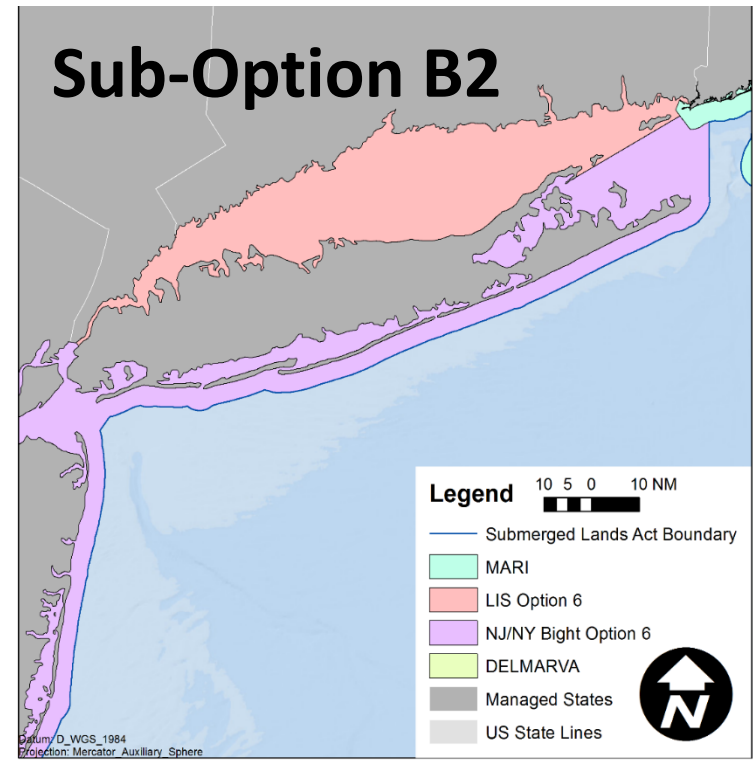 Sub-Option B2
Legend
10 5 0 10 NM
Submerged Lands Act Boundary
MARI
LIS Option 6
NJ/NY Bight Option 6
DELMARVA
Managed States
US State Lines
N
Datum: D_WGS_1984
Projection: Mercator_Auxiliary_Sphere